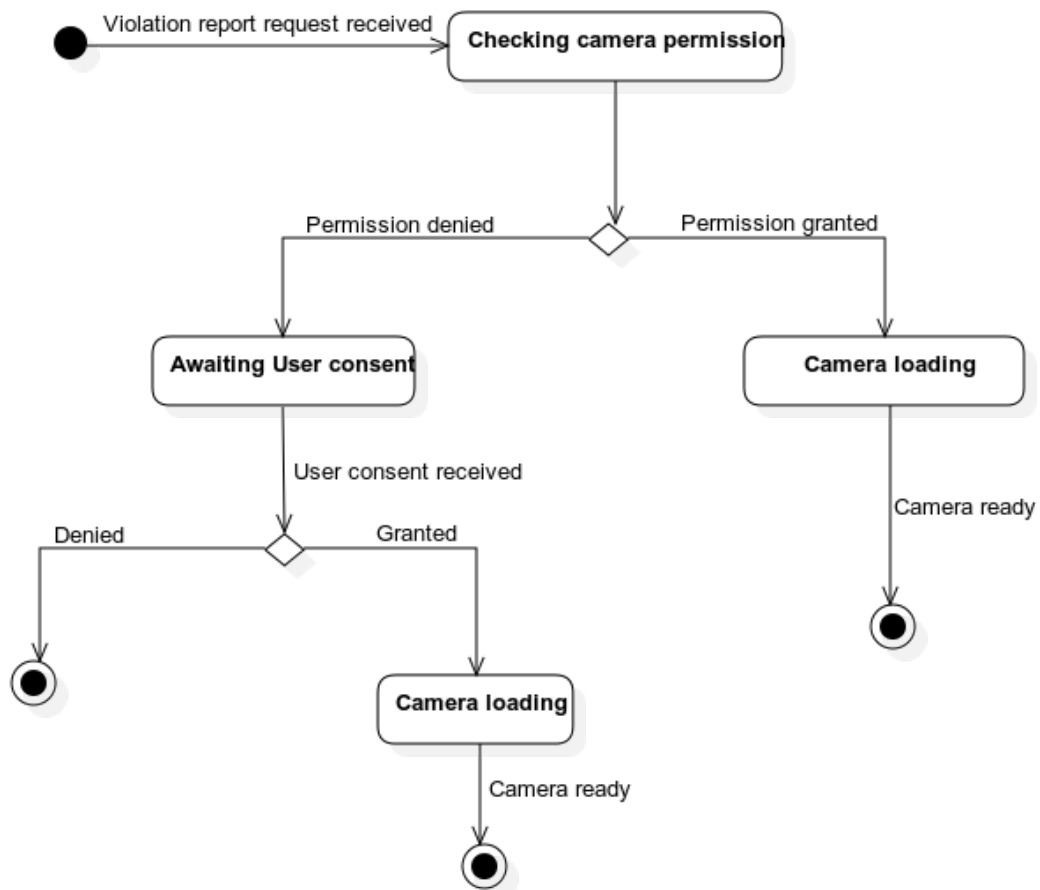 Violation report request received
Checking camera permission
Permission denied
Permission granted
Awaiting User consent
Camera loading
User consent received
Camera ready
Denied
Granted
Camera loading
Camera ready